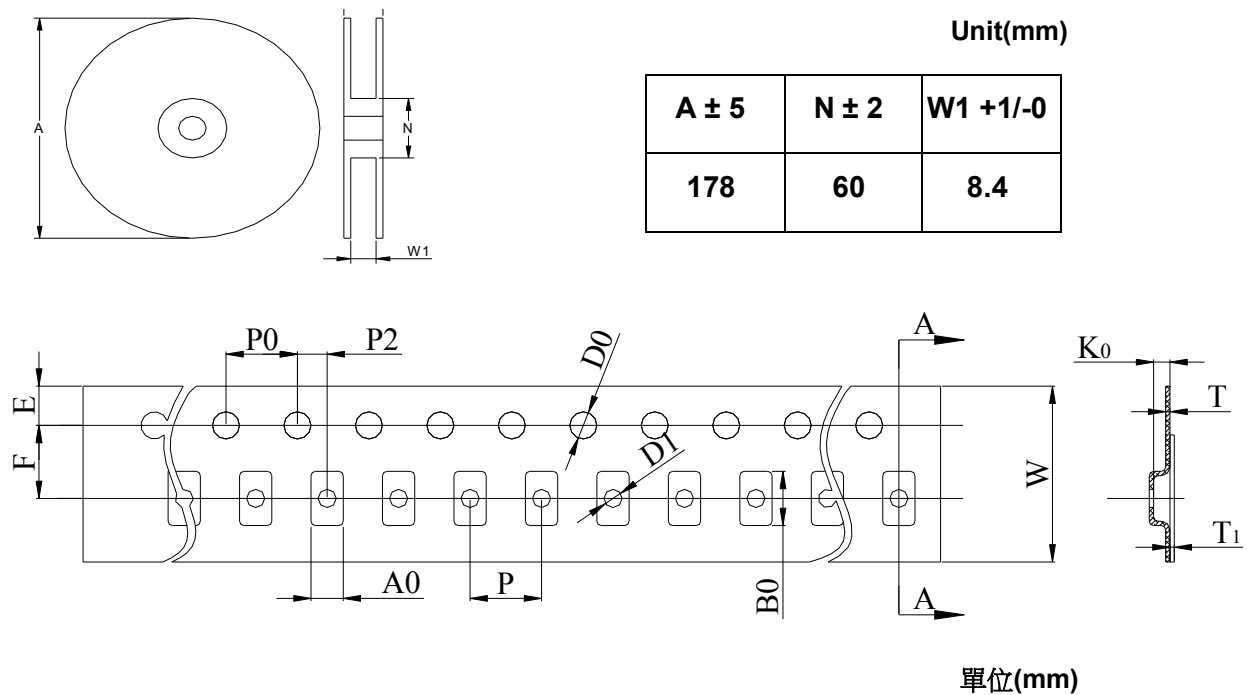 Unit(mm)
A ± 5 N ± 2 W1 +1/-0
178 60 8.4
A
N
W1
P0 P2 D0 A
K0
E T
F D1 W
T1
A0 P B0 A
單位(mm)